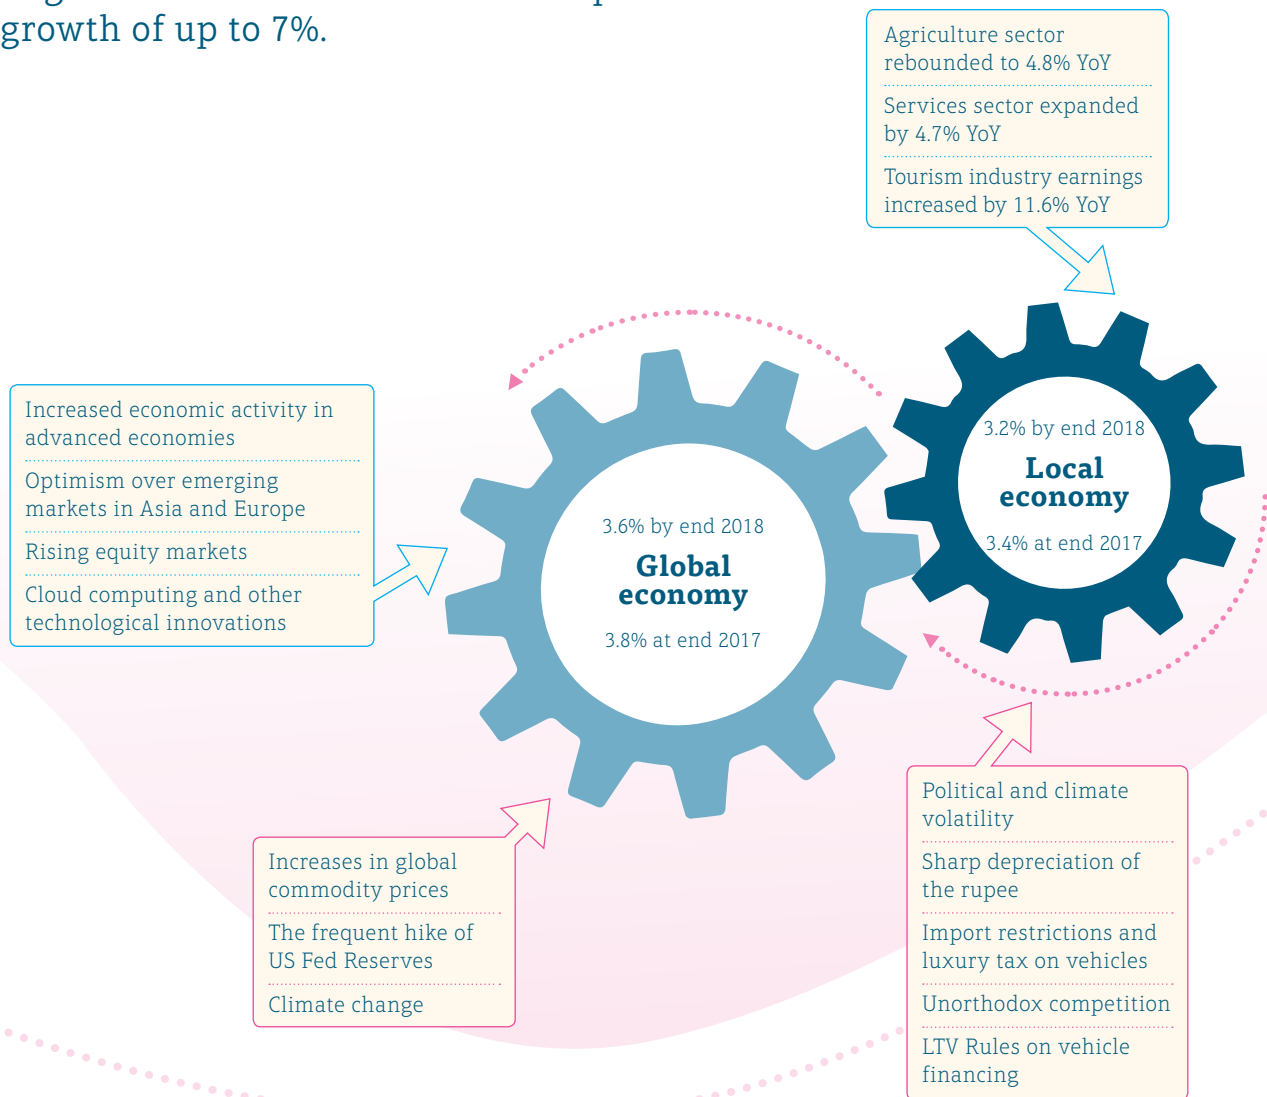 growth of up to 7%.
Agriculture sector
rebounded to 4.8% YoY
Services sector expanded
by 4.7% YoY
Tourism industry earnings
increased by 11.6% YoY
Increased economic activity in
advanced economies
Optimism over emerging
markets in Asia and Europe
Rising equity markets
Cloud computing and other
technological innovations
3.6% by end 2018
Global
economy
3.8% at end 2017
3.2% by end 2018
Local
economy
3.4% at end 2017
Increases in global
commodity prices
The frequent hike of
US Fed Reserves
Climate change
Political and climate
volatility
Sharp depreciation of
the rupee
Import restrictions and
luxury tax on vehicles
Unorthodox competition
LTV Rules on vehicle
financing